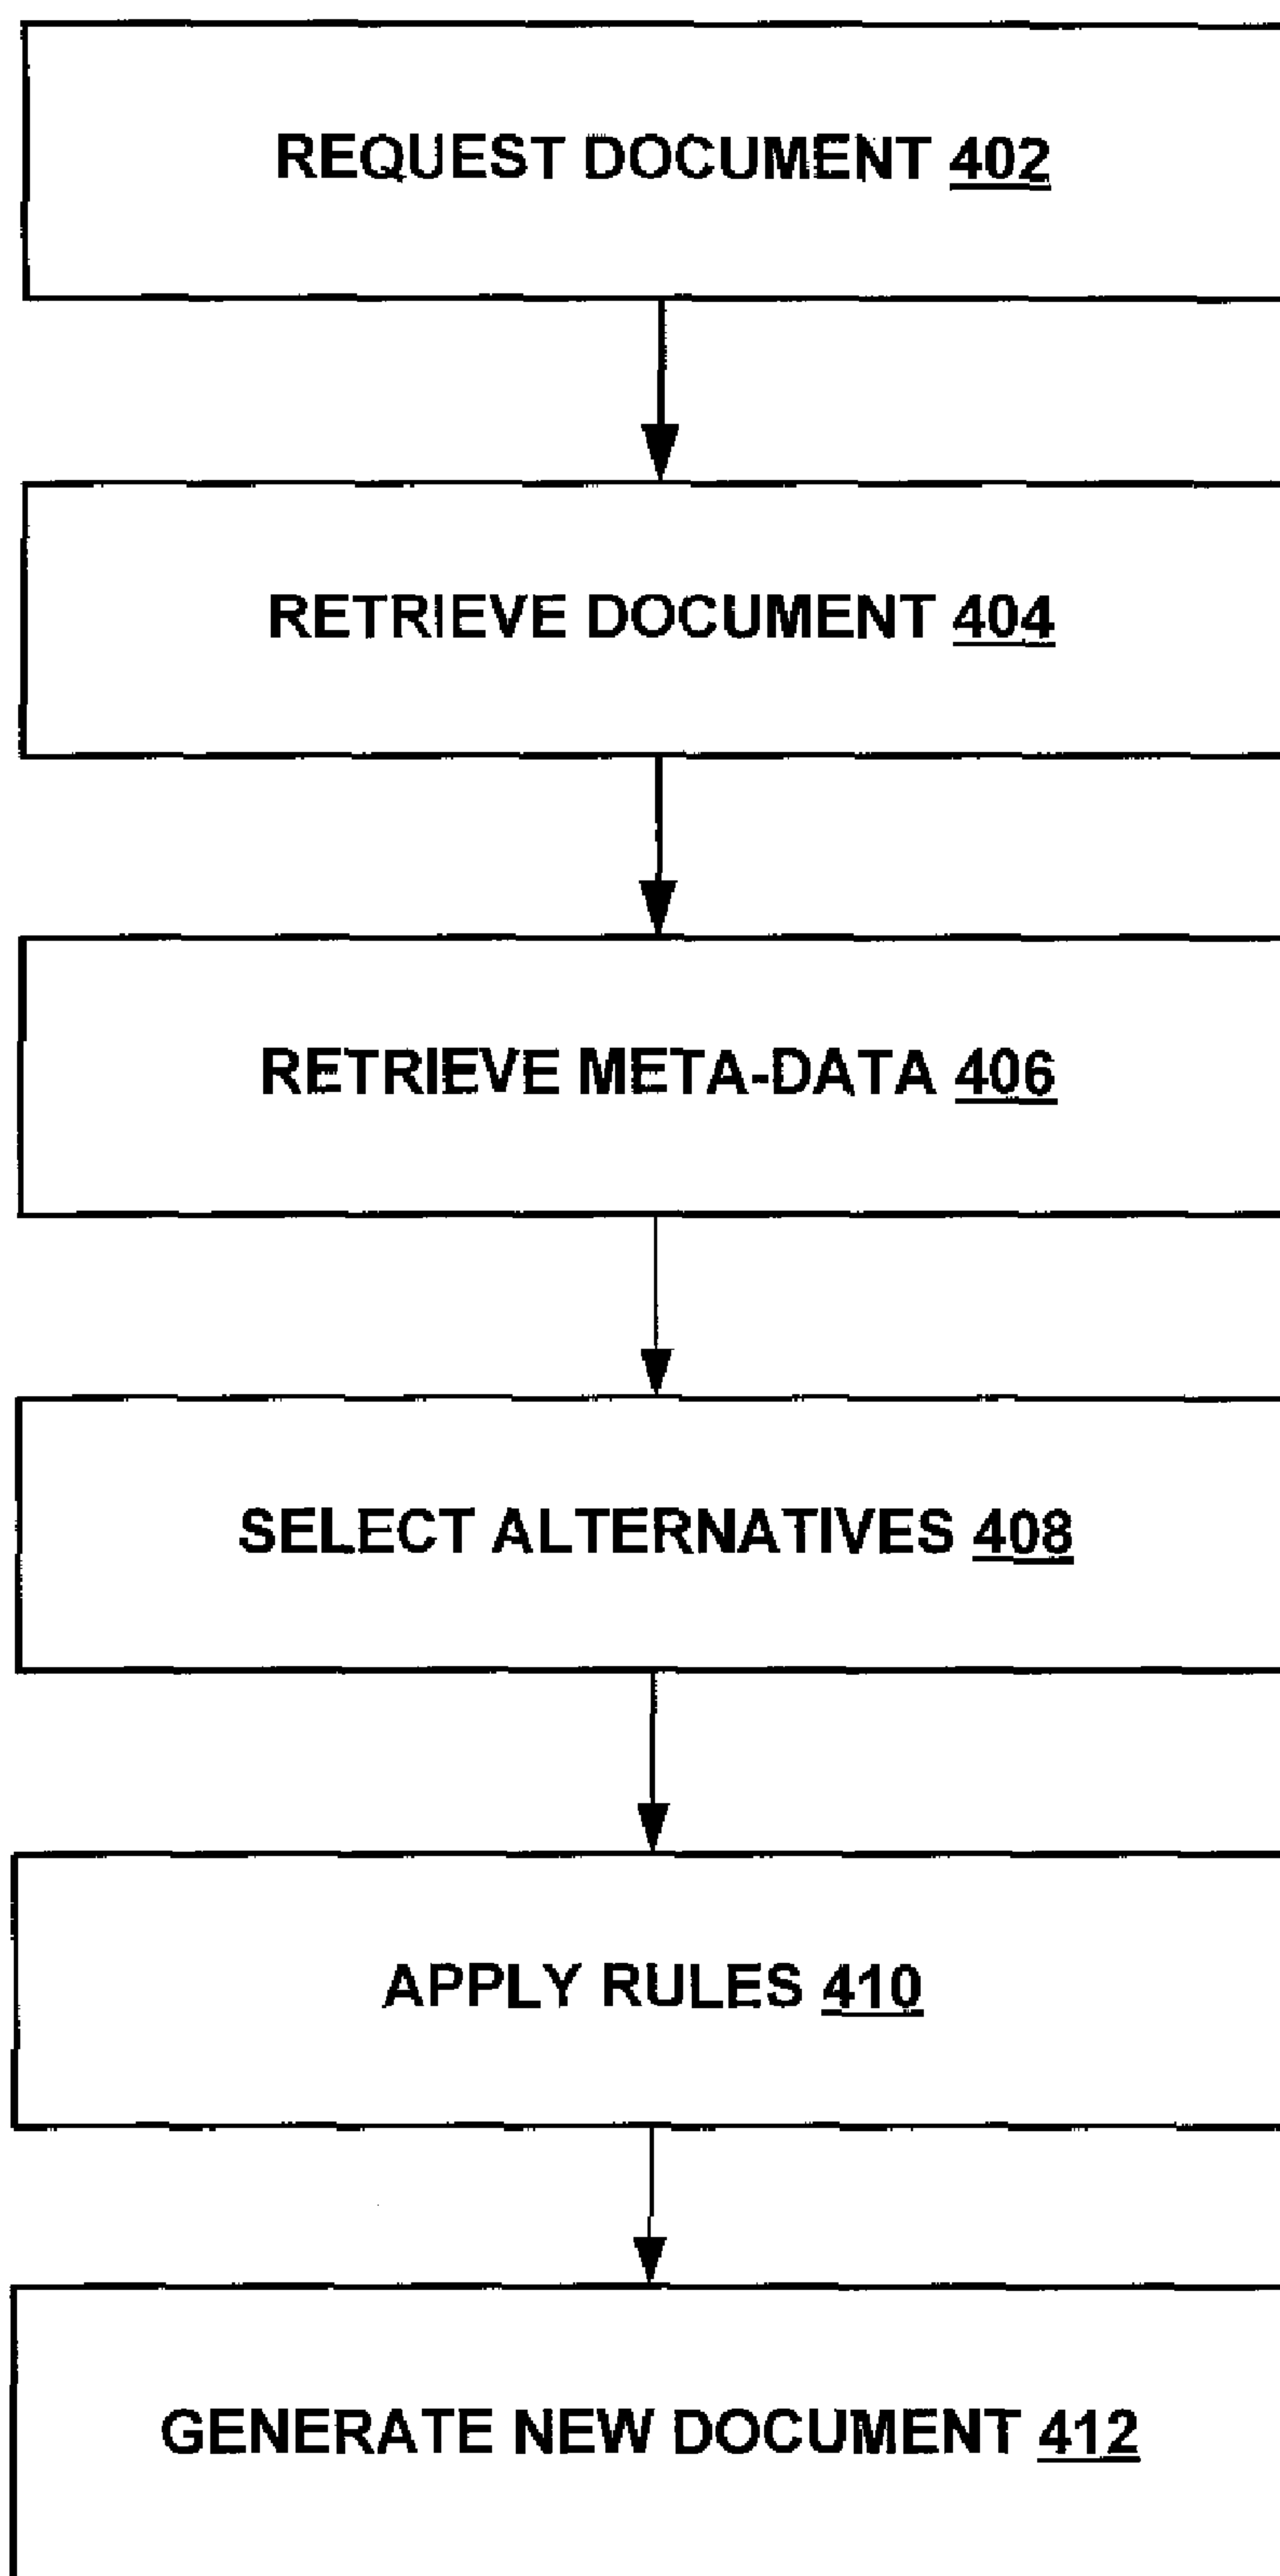 REQUEST DOCUMENT 402
RETRIEVE DOCUMENT 404
RETRIEVE META-DATA 406
SELECT ALTERNATIVES 408
APPLY RULES 410
GENERATE NEW DOCUMENT 412